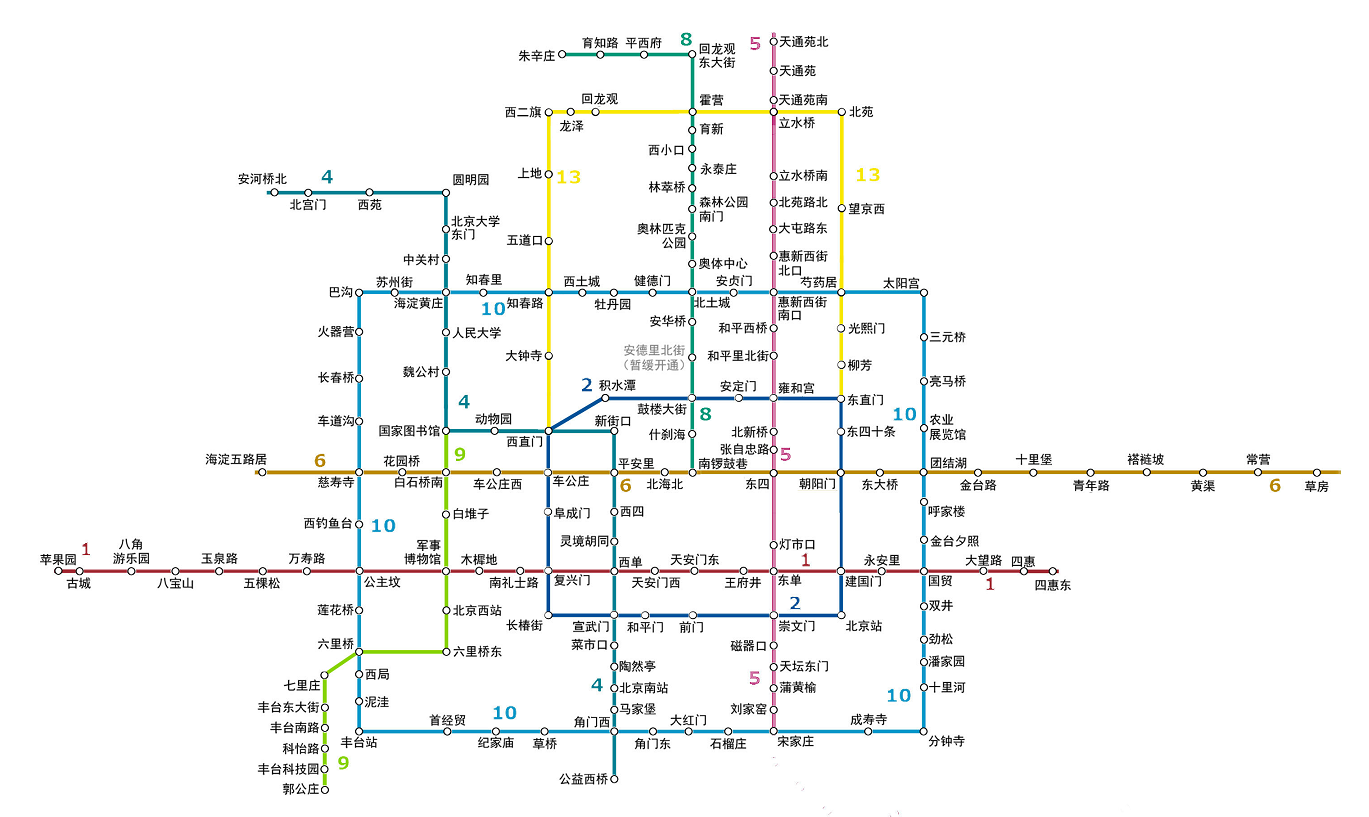 8
5
朱辛庄
育知路
平西府
回龙观
东大街
天通苑北
天通苑
天通苑南
西二旗
龙泽
回龙观
霍营
立水桥
北苑
育新
西小口
永泰庄
林萃桥
森林公园
南门
奥林匹克
公园
奥体中心
上地
13
五道口
立水桥南
北苑路北
大屯路东
惠新西街
北口
13
望京西
安河桥北
4
北宫门
西苑
圆明园
北京大学
东门
中关村
巴沟
苏州街
海淀黄庄
知春里
10
知春路
西土城
牡丹园
健德门
北土城
安贞门
惠新西街
南口
芍药居
太阳宫
火器营
长春桥
车道沟
人民大学
魏公村
4
大钟寺
安华桥
安德里北街
（暂缓开通）
和平西桥
和平里北街
光熙门
柳芳
三元桥
亮马桥
10
农业
展览馆
2
积水潭
鼓楼大街
安定门
雍和宫
东直门
国家图书馆
动物园
西直门
新街口
8
什刹海
北新桥
张自忠路
5
东四十条
海淀五路居
6
慈寿寺
花园桥
9
白石桥南
车公庄西
车公庄
平安里
6
北海北
南锣鼓巷
东四
朝阳门
东大桥
团结湖
金台路
十里堡
青年路
褡裢坡
黄渠
常营
6
草房
西钓鱼台
10
白堆子
阜成门
西四
灵境胡同
灯市口
呼家楼
金台夕照
苹果园
1
古城
八角
游乐园
八宝山
玉泉路
五棵松
万寿路
公主坟
军事
博物馆
木樨地
南礼士路
复兴门
西单
天安门西
天安门东
王府井
东单
1
建国门
永安里
国贸
大望路
1
四惠
四惠东
莲花桥
北京西站
长椿街
宣武门
和平门
前门
2
崇文门
北京站
双井
六里桥
六里桥东
菜市口
磁器口
劲松
七里庄
西局
陶然亭
天坛东门
潘家园
泥洼
4
北京南站
5
蒲黄榆
10
十里河
丰台东大街
丰台南路
科怡路
丰台科技园
郭公庄
9
丰台站
首经贸
10
纪家庙
草桥
马家堡
角门西
角门东
大红门
石榴庄
刘家窑
宋家庄
成寿寺
分钟寺
公益西桥